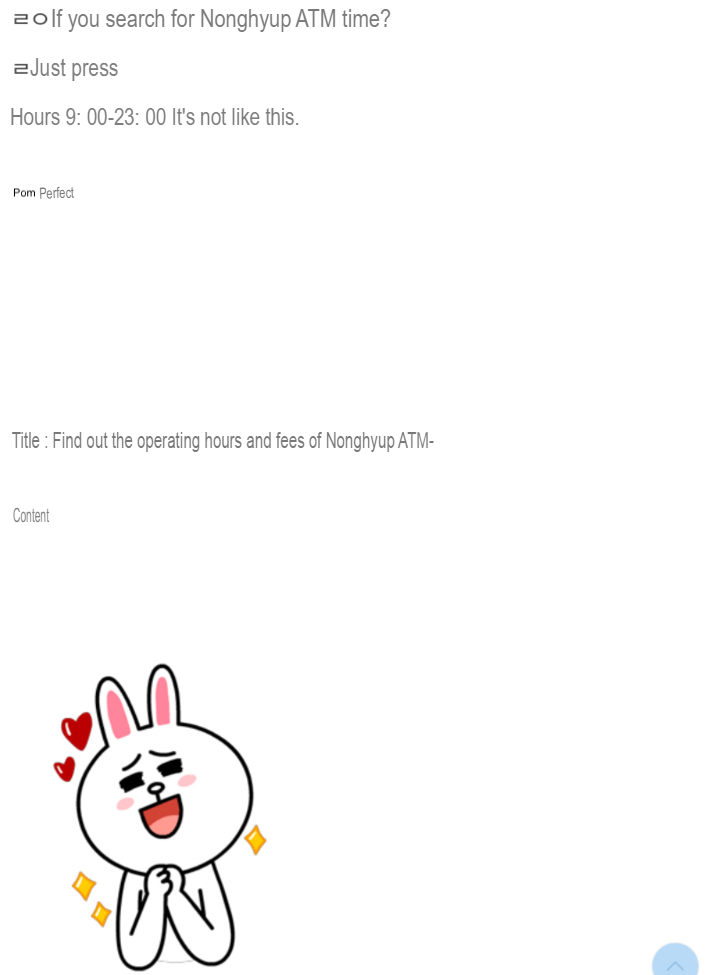 ㄹㅇIf you search for Nonghyup ATM time?
ㄹJust press
Hours 9: 00-23: 00 It's not like this.
Pom Perfect
Title : Find out the operating hours and fees of Nonghyup ATM-
Content